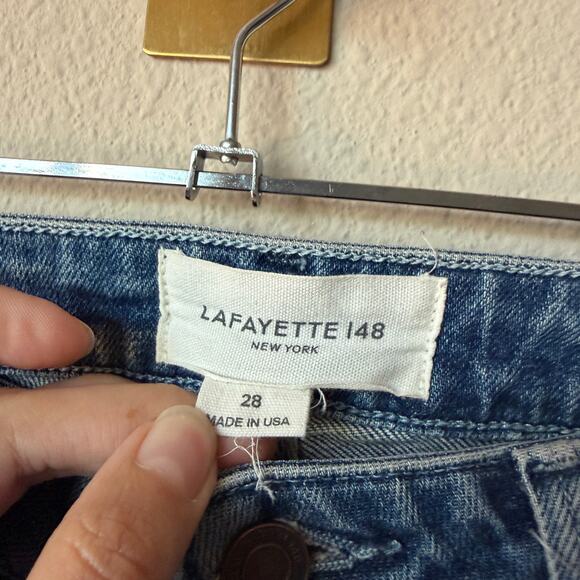 LAFAYETTE 148
NEW YORK
28
MADE IN USA